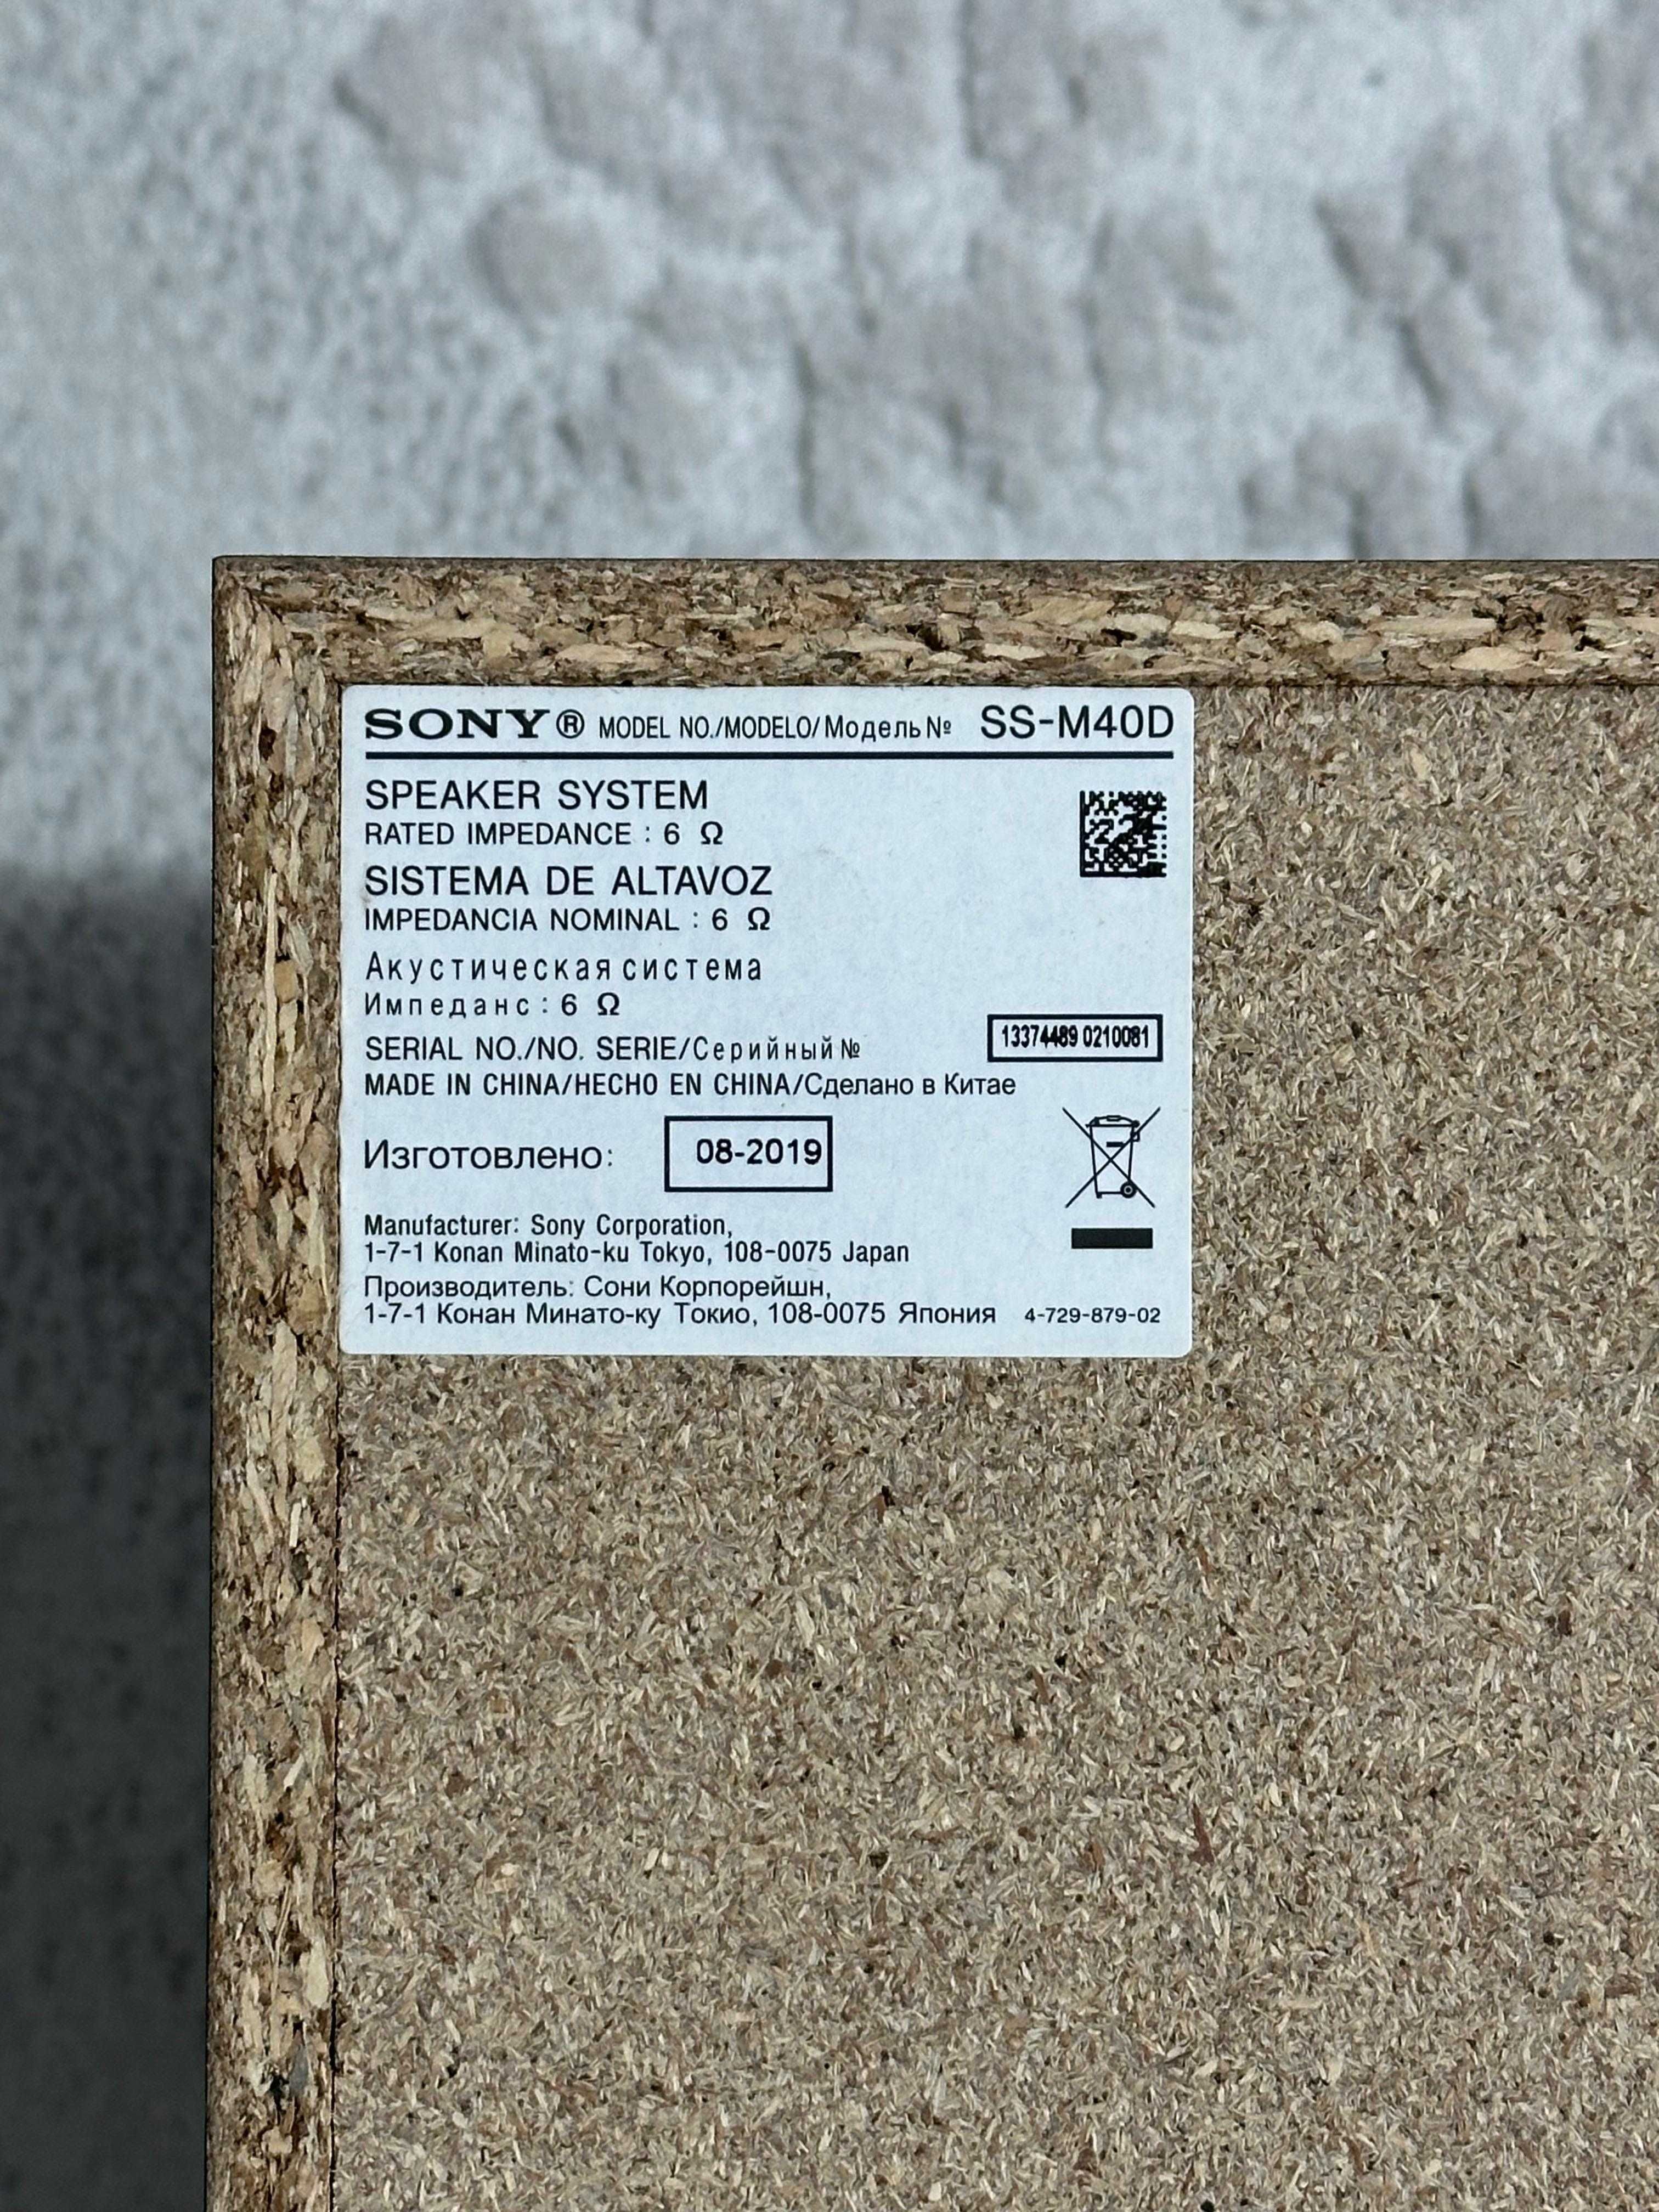 SONY® MODEL NO./MODELO/Модель № SS-M40D
SPEAKER SYSTEM
RATED IMPEDANCE : 6 Ω
SISTEMA DE ALTAVOZ
IMPEDANCIA NOMINAL : 6 Ω
Акустическая система
Импеданс : 6 Ω
SERIAL NO./NO. SERIE/Серийный № 13374489 0210081
MADE IN CHINA/HECHO EN CHINA/Сделано в Китае
Изготовлено: 08-2019
Manufacturer: Sony Corporation,
1-7-1 Konan Minato-ku Tokyo, 108-0075 Japan
Производитель: Сони Корпорейшн,
1-7-1 Конан Минато-ку Токио, 108-0075 Япония 4-729-879-02